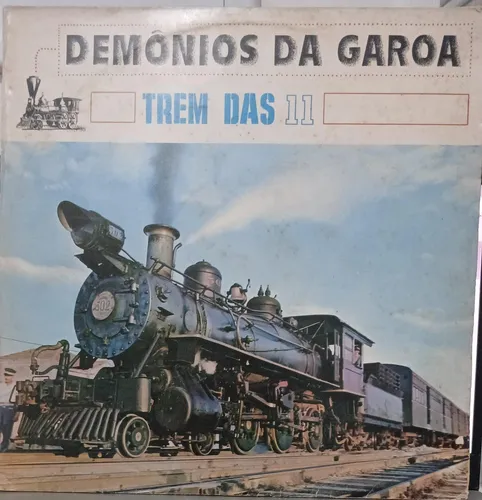 DEMÔNIOS DA GAROA
TREM DAS 11